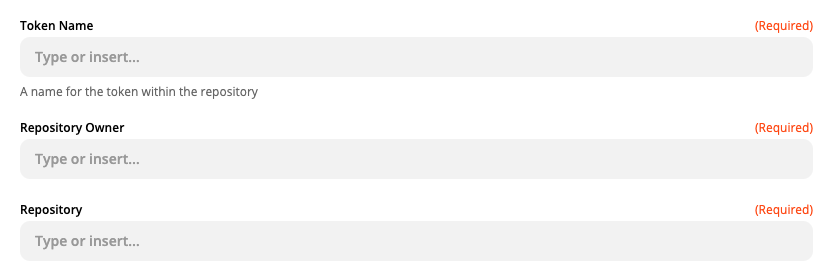 Token Name (Required)
Type or insert...
A name for the token within the repository
Repository Owner (Required)
Type or insert...
Repository (Required)
Type or insert...